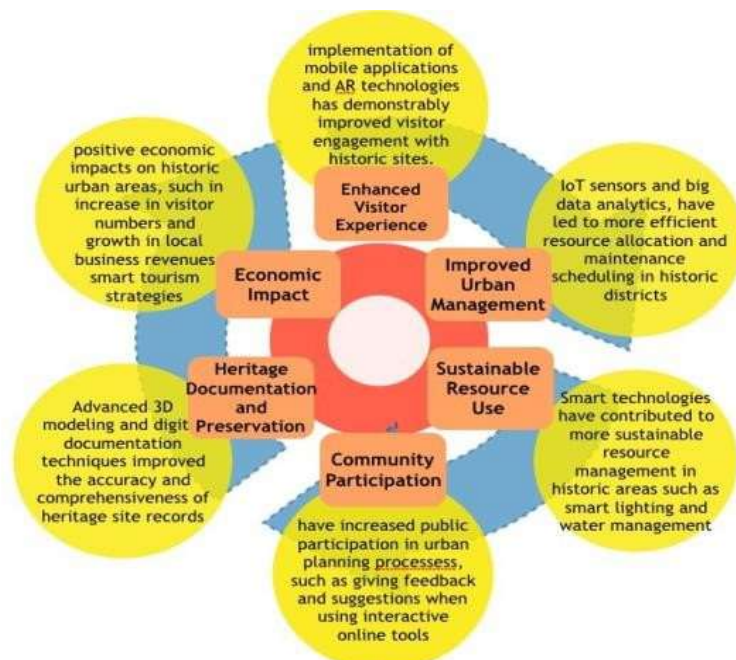 implementation of
mobile applications
and AR technologies
has demonstrably
improved visitor
engagement with
historic sites.
Enhanced
Visitor
Experience
IoT sensors and big
data analytics, have
led to more efficient
resource allocation and
maintenance
scheduling in historic
districts
Improved
Urban
Management
Smart technologies
have contributed to
more sustainable
resource
management in
historic areas such as
smart lighting and
water management
Sustainable
Resource
Use
Community
Participation
have increased public
participation in urban
planning processess,
such as giving feedback
and suggestions when
using interactive
online tools
Heritage
Documentation
and
Preservation
Advanced 3D
modeling and digit
documentation
techniques improved
the accuracy and
comprehensiveness of
heritage site records
Economic
Impact
positive economic
impacts on historic
urban areas, such in
increase in visitor
numbers and
growth in local
business revenues
smart tourism
strategies